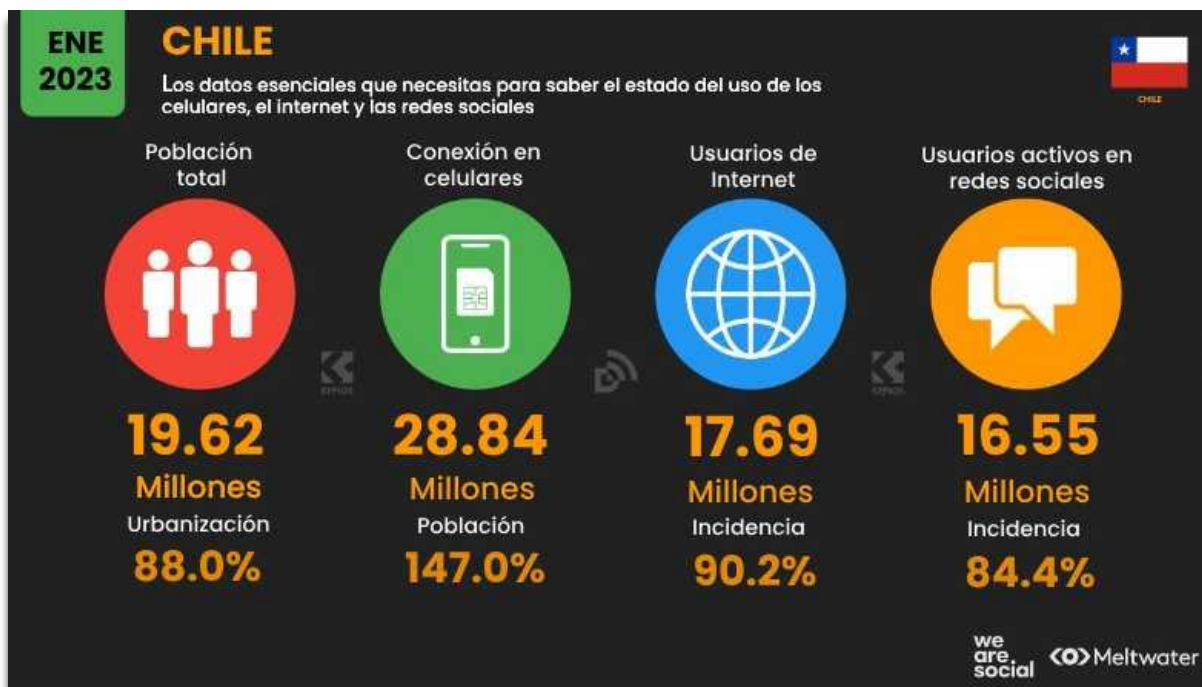 ENE
2023
CHILE
Los datos esenciales que necesitas para saber el estado del uso de los
celulares, el internet y las redes sociales
CHILE
Población
total
Conexión en
celulares
Usuarios de
Internet
Usuarios activos en
redes sociales
KEPIOS
KEPIOS
19.62
Millones
Urbanización
88.0%
28.84
Millones
Población
147.0%
17.69
Millones
Incidencia
90.2%
16.55
Millones
Incidencia
84.4%
we
are.
social
Meltwater